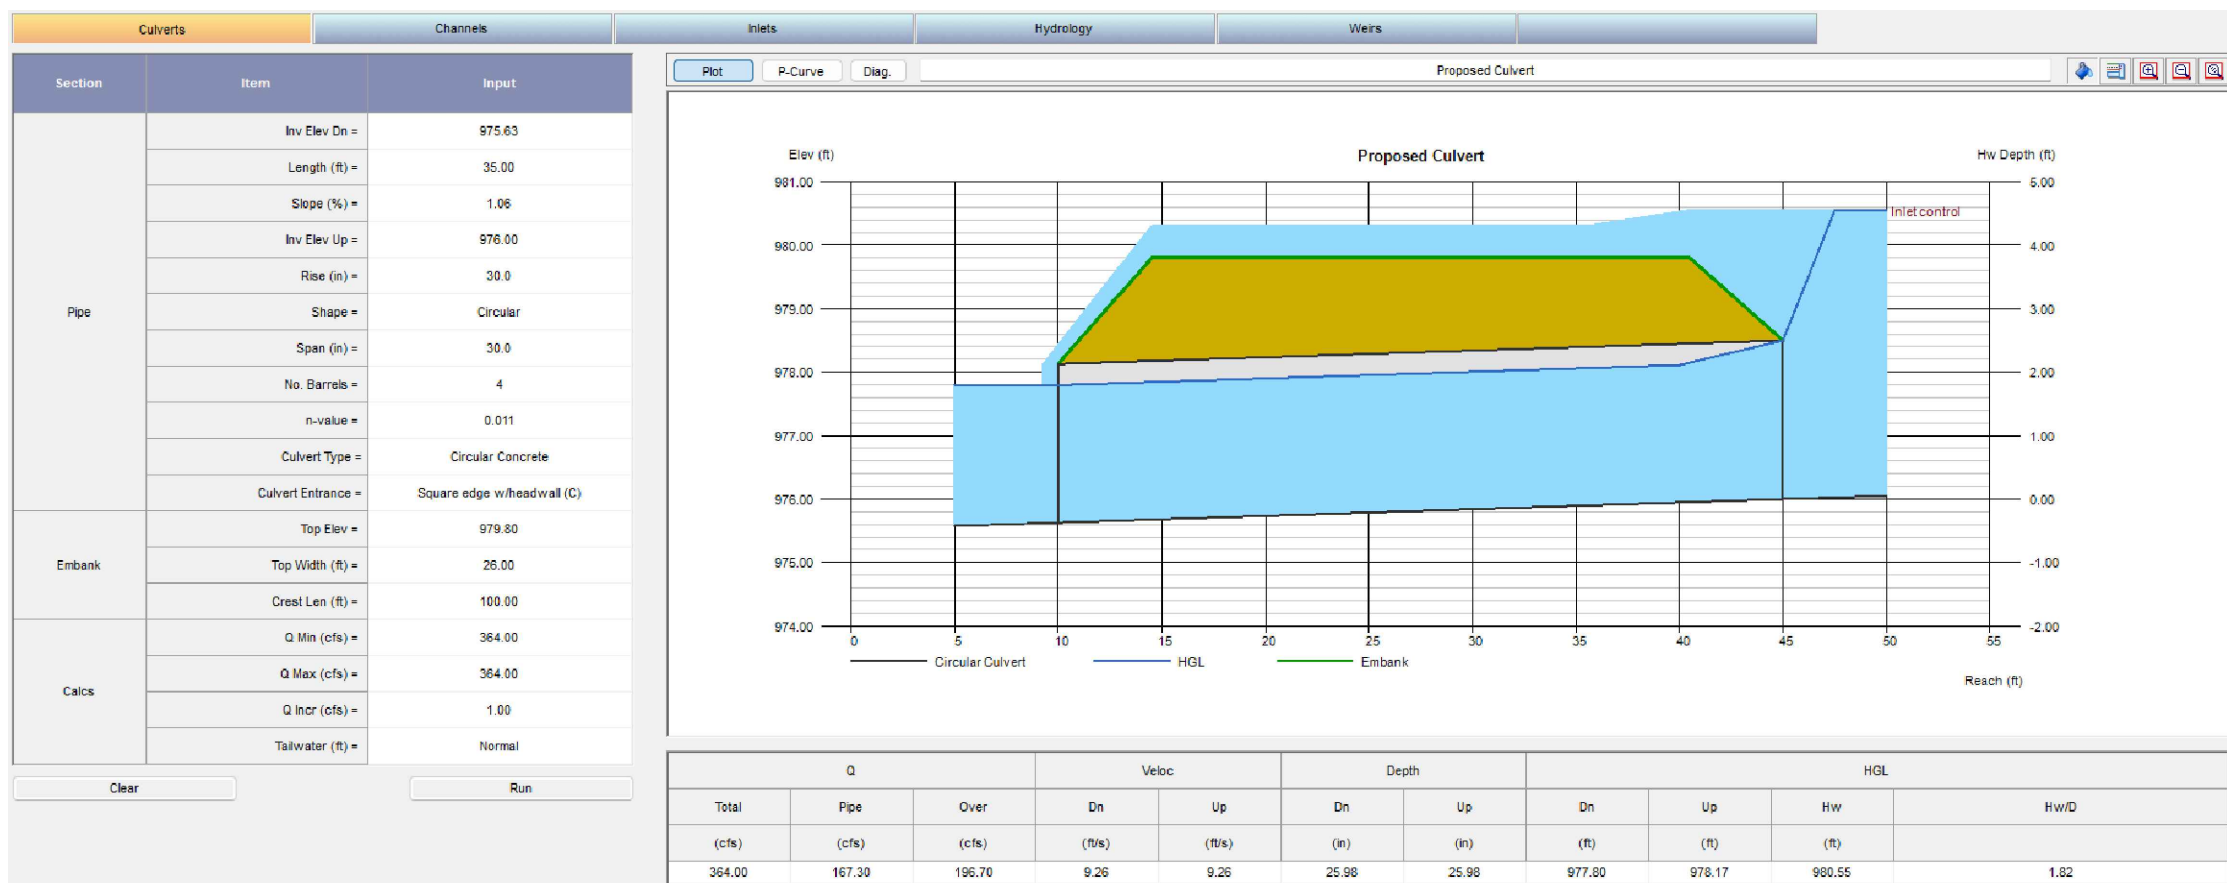 Culverts Channels Inlets Hydrology Weirs
Section Item Input
Pipe
Inv Elev Dn = 975.63
Length (ft) = 35.00
Slope (%) = 1.06
Inv Elev Up = 976.00
Rise (in) = 30.0
Shape = Circular
Span (in) = 30.0
No. Barrels = 4
n-value = 0.011
Culvert Type = Circular Concrete
Culvert Entrance = Square edge w/headwall (C)
Embank
Top Elev = 979.80
Top Width (ft) = 26.00
Crest Len (ft) = 100.00
Calcs
Q Min (cfs) = 364.00
Q Max (cfs) = 364.00
Q Incr (cfs) = 1.00
Tailwater (ft) = Normal
Clear Run
Plot P-Curve Diag. Proposed Culvert
Elev (ft) Proposed Culvert Hw Depth (ft)
981.00 5.00
Inlet control
980.00 4.00
979.00 3.00
978.00 2.00
977.00 1.00
976.00 0.00
975.00 -1.00
974.00 -2.00
0 5 10 15 20 25 30 35 40 45 50 55
Circular Culvert HGL Embank
Reach (ft)
Q Veloc Depth HGL
Total Pipe Over Dn Up Dn Up Dn Up Hw Hw/D
(cfs) (cfs) (cfs) (ft/s) (ft/s) (in) (in) (ft) (ft) (ft)
364.00 167.30 196.70 9.26 9.26 25.98 25.98 977.80 978.17 980.55 1.82